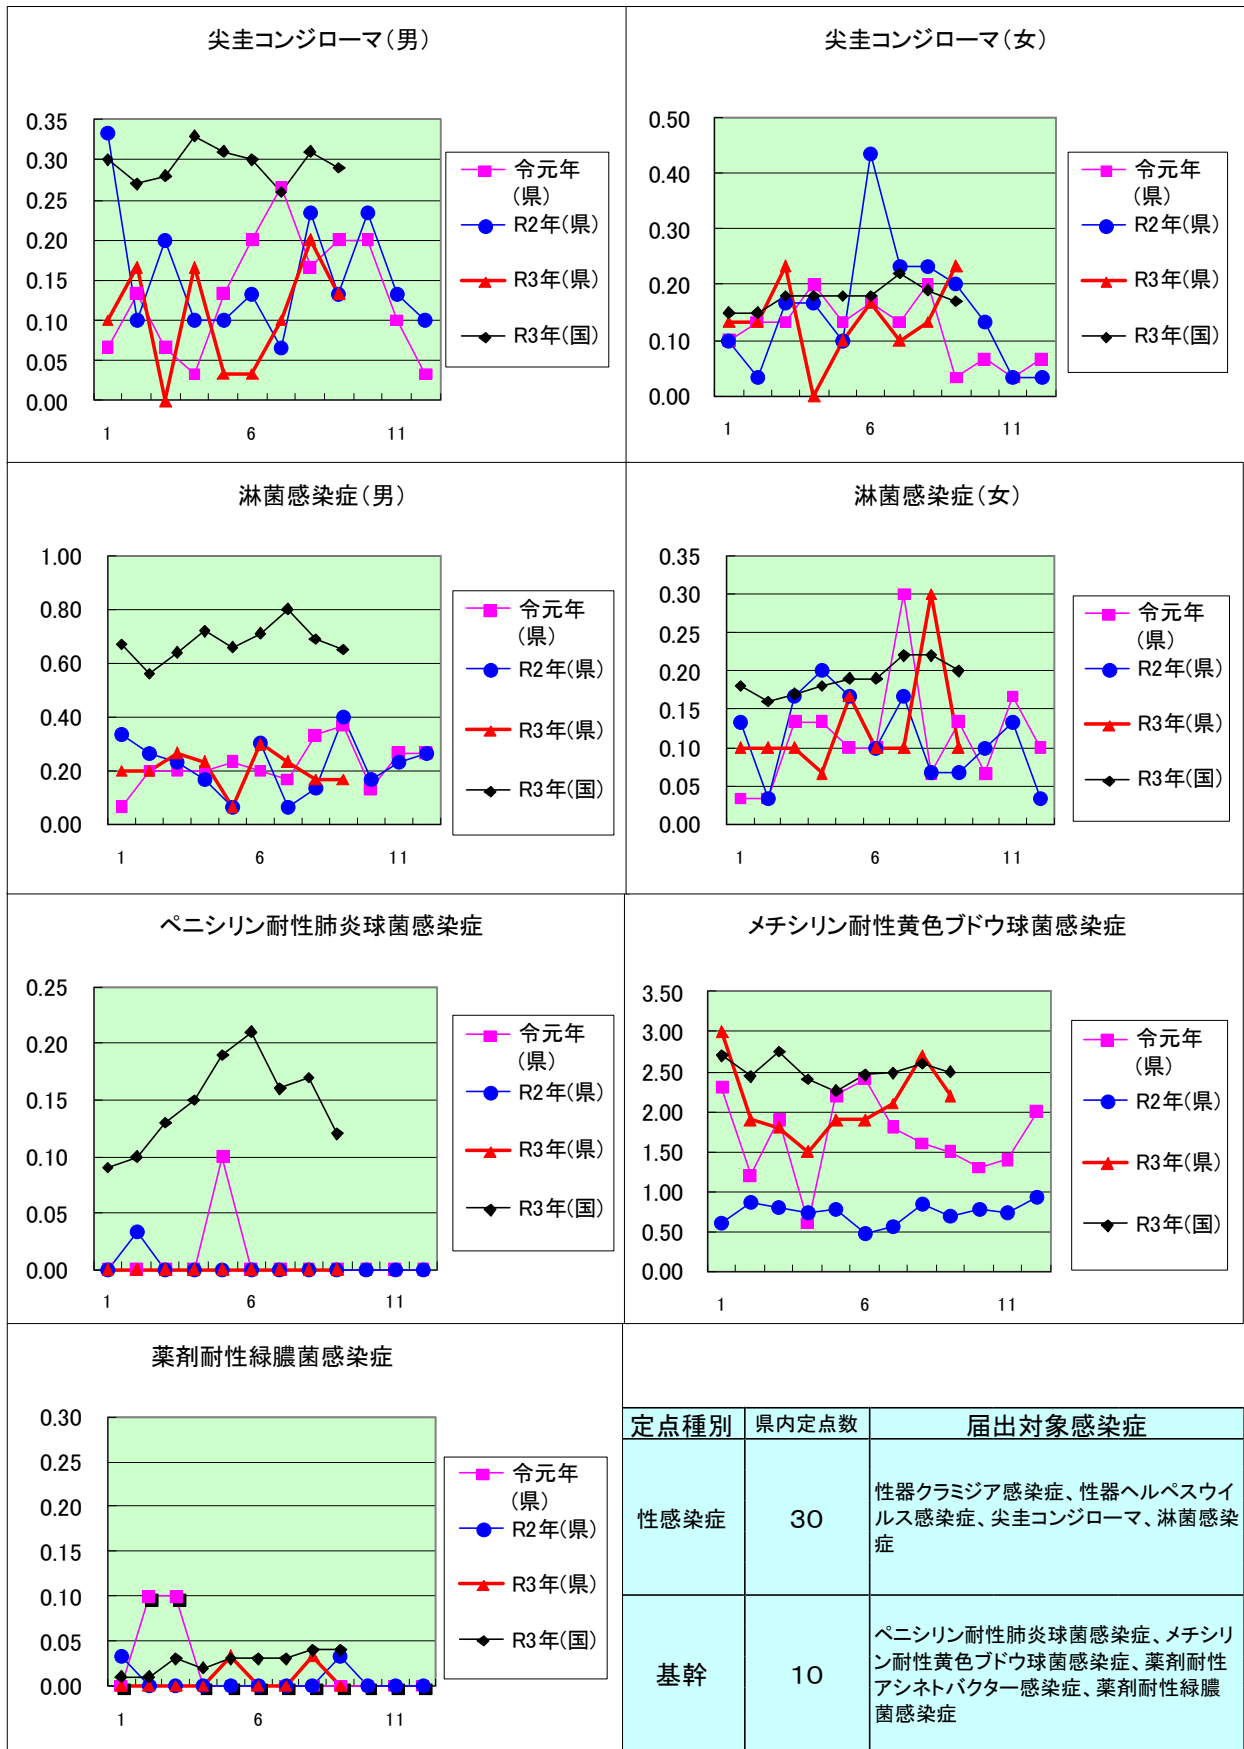 尖圭コンジローマ(男)
0.35
0.30
0.25
0.20
0.15
0.10
0.05
0.00
1
6
11
令元年
(県)
R2年(県)
R3年(県)
R3年(国)
尖圭コンジローマ(女)
0.50
0.40
0.30
0.20
0.10
0.00
1
6
11
令元年
(県)
R2年(県)
R3年(県)
R3年(国)
淋菌感染症(男)
1.00
0.80
0.60
0.40
0.20
0.00
1
6
11
令元年
(県)
R2年(県)
R3年(県)
R3年(国)
淋菌感染症(女)
0.35
0.30
0.25
0.20
0.15
0.10
0.05
0.00
1
6
11
令元年
(県)
R2年(県)
R3年(県)
R3年(国)
ペニシリン耐性肺炎球菌感染症
0.25
0.20
0.15
0.10
0.05
0.00
1
6
11
令元年
(県)
R2年(県)
R3年(県)
R3年(国)
メチシリン耐性黄色ブドウ球菌感染症
3.50
3.00
2.50
2.00
1.50
1.00
0.50
0.00
1
6
11
令元年
(県)
R2年(県)
R3年(県)
R3年(国)
薬剤耐性緑膿菌感染症
0.30
0.25
0.20
0.15
0.10
0.05
0.00
1
6
11
令元年
(県)
R2年(県)
R3年(県)
R3年(国)
定点種別 県内定点数 届出対象感染症
性感染症 30
性器クラミジア感染症、性器ヘルペスウイ
ルス感染症、尖圭コンジローマ、淋菌感染
症
基幹 10
ペニシリン耐性肺炎球菌感染症、メチシリ
ン耐性黄色ブドウ球菌感染症、薬剤耐性
アシネトバクター感染症、薬剤耐性緑膿
菌感染症